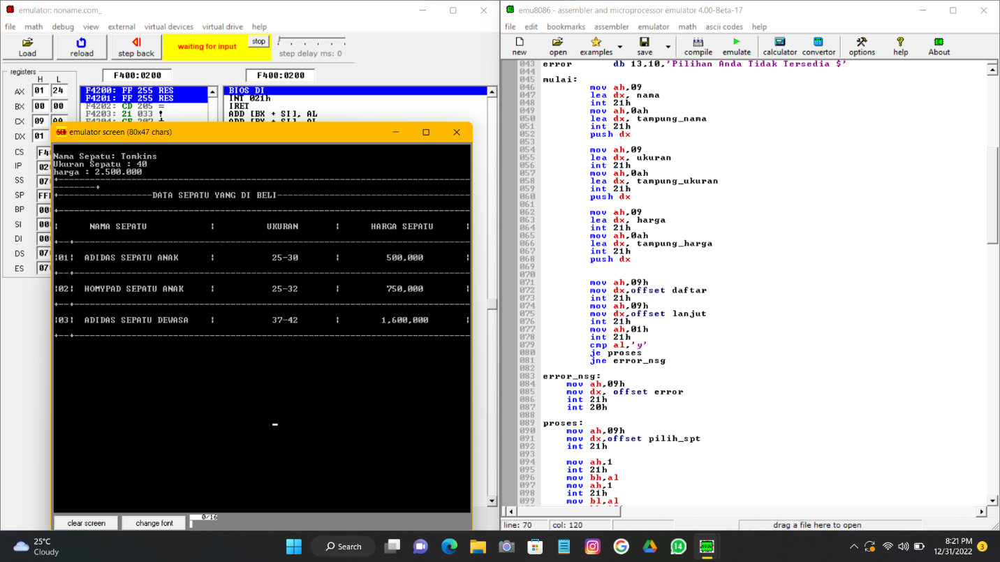 emulator: noname.com_
file math debug view external virtual devices virtual drive help
Load reload step back waiting for input stop step delay ms: 0
registers F400:0200 F400:0200
H L
AX 01 24
BX 00 00
CX 09
DX 01
CS F4
IP 02
SS 07
SP FF
BP 00
SI 00
DI 00
DS 07
ES 07
F4200: FF 255 RES
F4201: FF 255 RES
F4202: CD 205 =
F4203: 21 033 !
BIOS DI
INT 021h
IRET
ADD [BX + SI], AL
emulator screen (80x47 chars)
Nama Sepatu: Tomkins
Ukuran Sepatu : 40
harga : 2.500.000
DATA SEPATU YANG DI BELI
NAMA SEPATU | UKURAN | HARGA SEPATU |
|01| ADIDAS SEPATU ANAK | 25-30 | 500,000 |
|02| HOMYPAD SEPATU ANAK | 25-32 | 750,000 |
|03| ADIDAS SEPATU DEWASA | 37-42 | 1,600,000 |
clear screen change font 0/16
emu8086 - assembler and microprocessor emulator 4.00-Beta-17
file edit bookmarks assembler emulator math ascii codes help
new open examples save compile emulate calculator convertor options help About
043 error db 13,10,'Pilihan Anda Tidak Tersedia $'
044
045 mulai:
046 mov ah,09
047 lea dx, nama
048 int 21h
049 mov ah,0ah
050 lea dx, tampung_nama
051 int 21h
052 push dx
053
054 mov ah,09
055 lea dx, ukuran
056 int 21h
057 mov ah,0ah
058 lea dx, tampung_ukuran
059 int 21h
060 push dx
061
062 mov ah,09
063 lea dx, harga
064 int 21h
065 mov ah,0ah
066 lea dx, tampung_harga
067 int 21h
068 push dx
069
070
071 mov ah,09h
072 mov dx,offset daftar
073 int 21h
074 mov ah,09h
075 mov dx,offset lanjut
076 int 21h
077 mov ah,01h
078 int 21h
079 cmp al,'y'
080 je proses
081 jne error_nsg
082
083 error_nsg:
084 mov ah,09h
085 mov dx, offset error
086 int 21h
087 int 20h
088
089 proses:
090 mov ah,09h
091 mov dx,offset pilih_spt
092 int 21h
093
094 mov ah,1
095 int 21h
096 mov bh,al
097 mov ah,1
098 int 21h
099 mov bl,al
line: 70 col: 120 drag a file here to open
25°C
Cloudy
Search
14
8:21 PM
12/31/2022
3